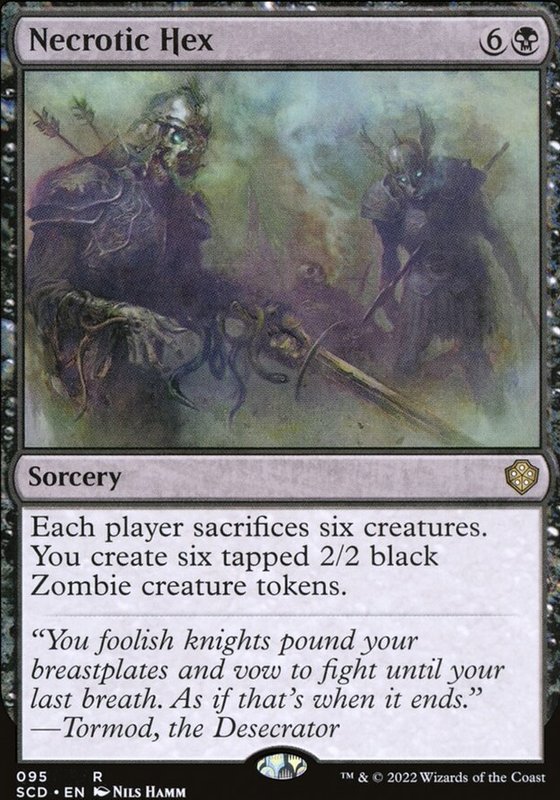 Necrotic Hex 6
Sorcery
Each player sacrifices six creatures.
You create six tapped 2/2 black
Zombie creature tokens.
“You foolish knights pound your
breastplates and vow to fight until your
last breath. As if that’s when it ends.”
—Tormod, the Desecrator
095 R
SCD • EN NILS HAMM
™ & © 2022 Wizards of the Coast